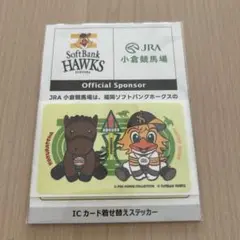 SoftBank
HAWKS
FUKUOKA
JRA
小倉競馬場
Official Sponsor
JRA 小倉競馬場は、福岡ソフトバンクホークスの
ICカード着せ替えステッカー